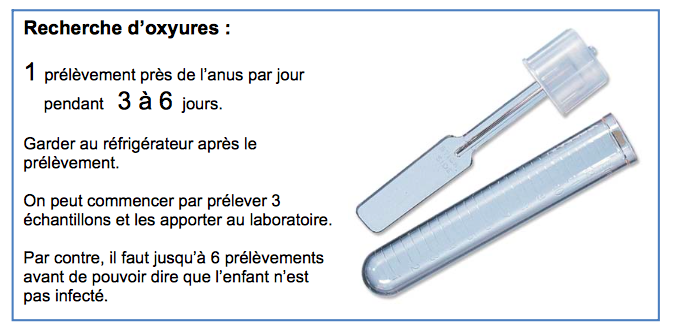 Recherche d’oxyures :
1 prélèvement près de l’anus par jour
pendant 3 à 6 jours.
Garder au réfrigérateur après le
prélèvement.
On peut commencer par prélever 3
échantillons et les apporter au laboratoire.
Par contre, il faut jusqu’à 6 prélèvements
avant de pouvoir dire que l’enfant n’est
pas infecté.